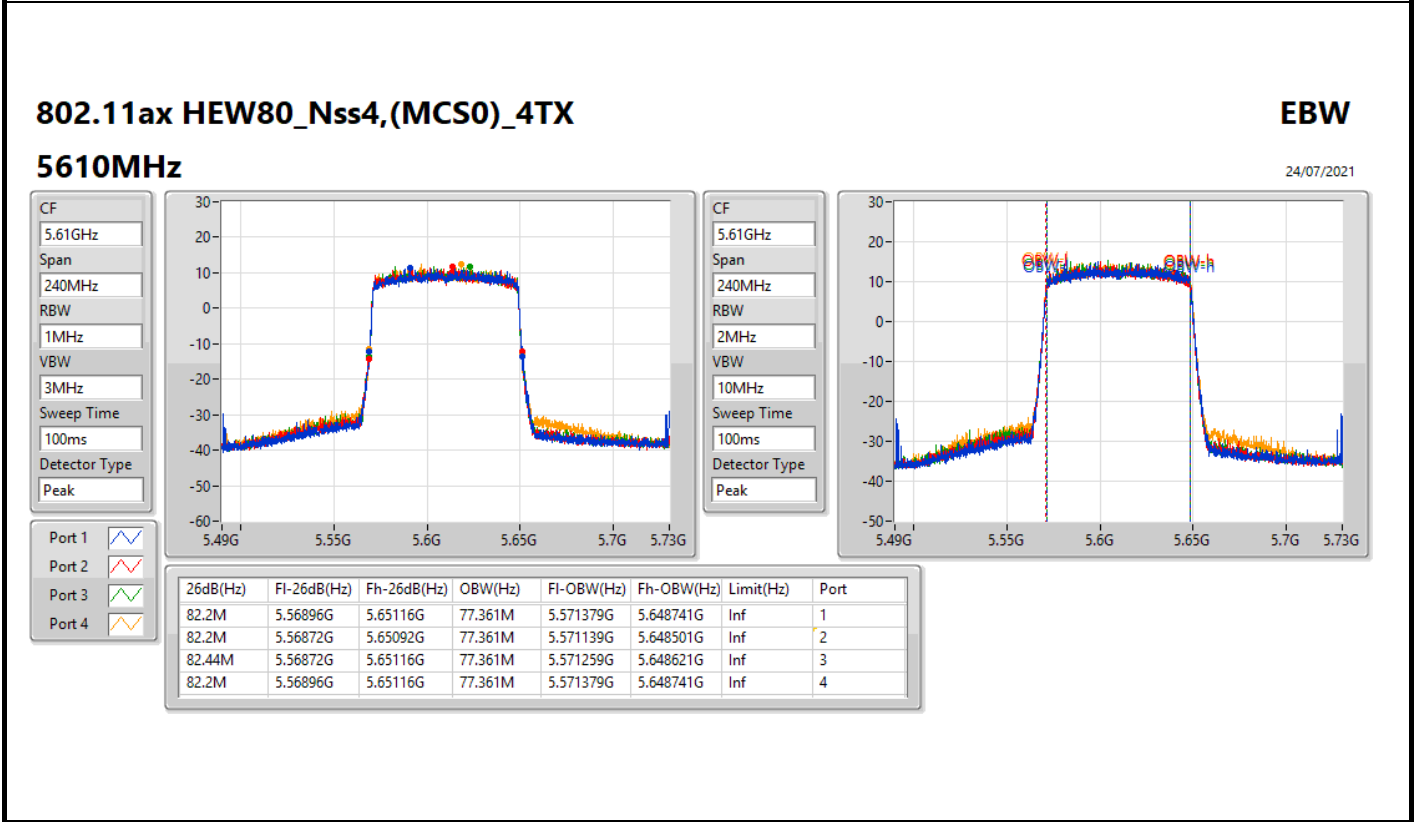 802.11ax HEW80_Nss4,(MCS0)_4TX
EBW
5610MHz
24/07/2021
CF
5.61GHz
Span
240MHz
RBW
1MHz
VBW
3MHz
Sweep Time
100ms
Detector Type
Peak
30
20
10
0
-10
-20
-30
-40
-50
-60
5.49G 5.55G 5.6G 5.65G 5.7G 5.73G
CF
5.61GHz
Span
240MHz
RBW
2MHz
VBW
10MHz
Sweep Time
100ms
Detector Type
Peak
30
20
10
0
-10
-20
-30
-40
-50
5.49G 5.55G 5.6G 5.65G 5.7G 5.73G
OBW-l OBW-h
Port 1
Port 2
Port 3
Port 4
26dB(Hz) Fl-26dB(Hz) Fh-26dB(Hz) OBW(Hz) Fl-OBW(Hz) Fh-OBW(Hz) Limit(Hz) Port
82.2M 5.56896G 5.65116G 77.361M 5.571379G 5.648741G Inf 1
82.2M 5.56872G 5.65092G 77.361M 5.571139G 5.648501G Inf 2
82.44M 5.56872G 5.65116G 77.361M 5.571259G 5.648621G Inf 3
82.2M 5.56896G 5.65116G 77.361M 5.571379G 5.648741G Inf 4